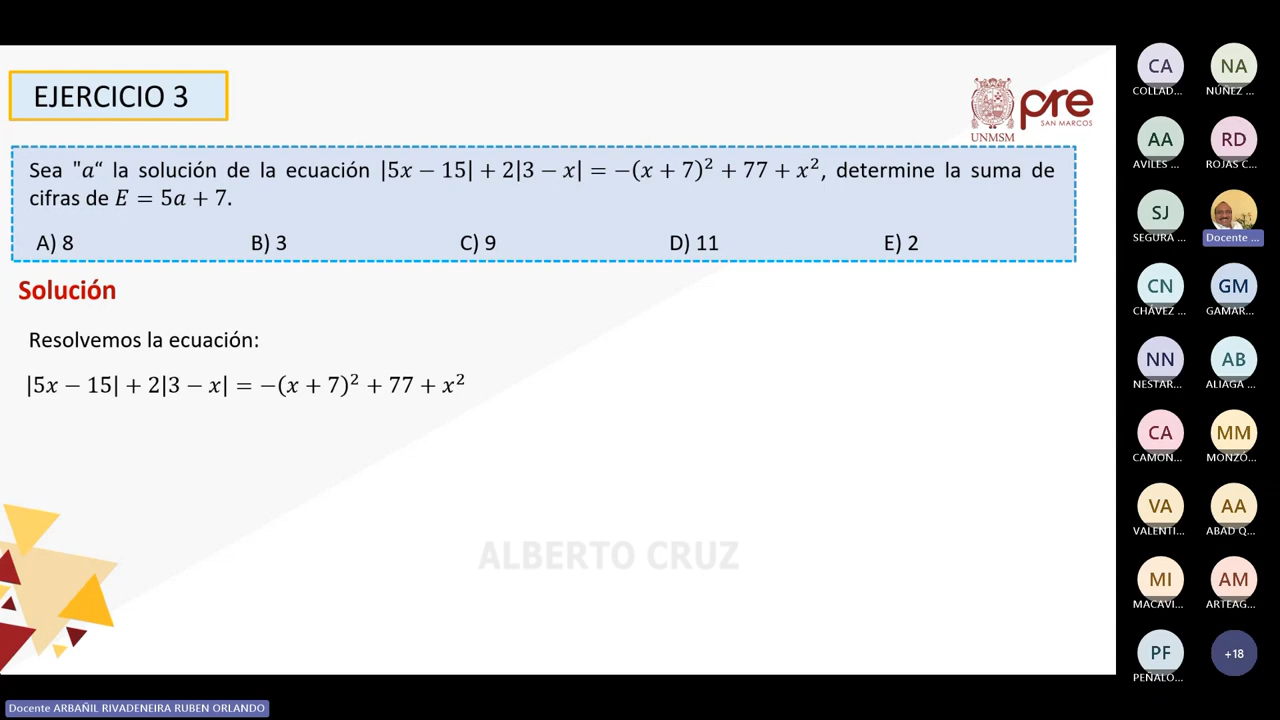 EJERCICIO 3
UNMSM
pre
SAN MARCOS
Sea "a“ la solución de la ecuación |5x − 15| + 2|3 − x| = −(x + 7)² + 77 + x², determine la suma de
cifras de E = 5a + 7.
A) 8 B) 3 C) 9 D) 11 E) 2
Solución
Resolvemos la ecuación:
|5x − 15| + 2|3 − x| = −(x + 7)² + 77 + x²
ALBERTO CRUZ
CA NA
COLLAD... NÚÑEZ ...
AA RD
AVILES ... ROJAS C...
SJ
SEGURA ... Docente ...
CN GM
CHÁVEZ ... GAMAR...
NN AB
NESTAR... ALIAGA ...
CA MM
CAMON... MONZÓ...
VA AA
VALENTI... ABAD Q...
MI AM
MACAVI... ARTEAG...
PF +18
PEÑALO...
Docente ARBAÑIL RIVADENEIRA RUBEN ORLANDO